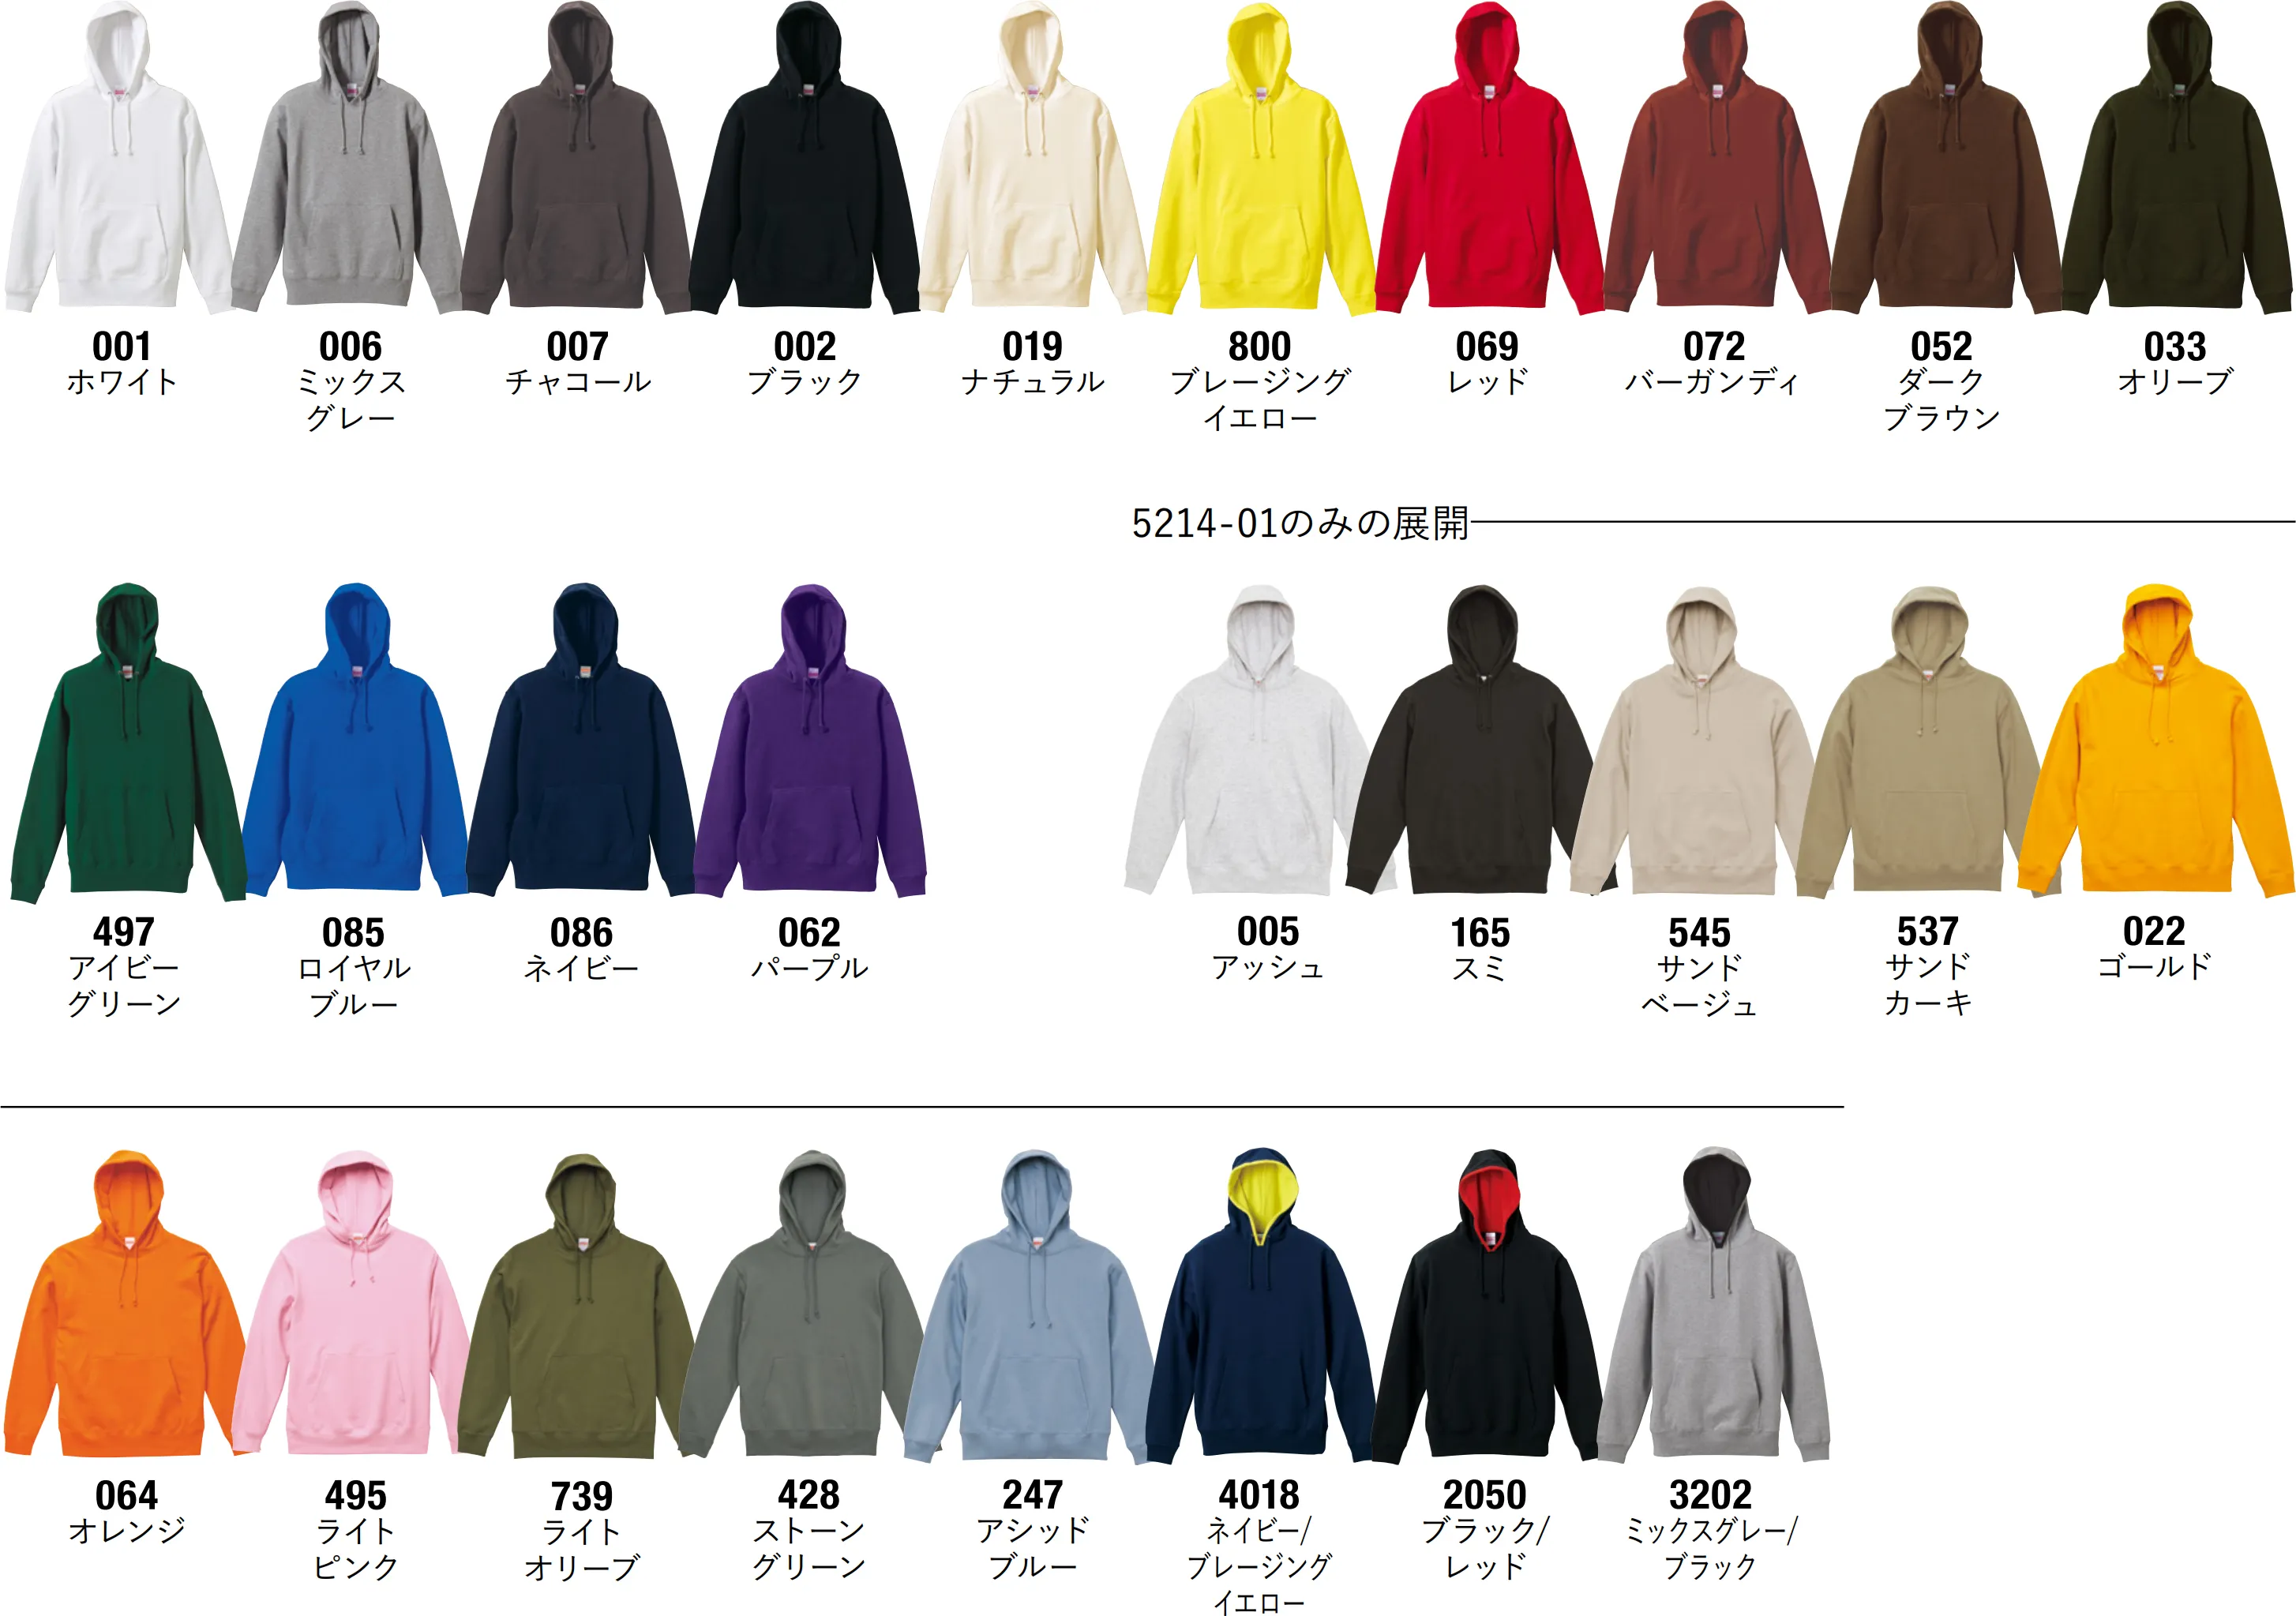 001
ホワイト
006
ミックス
グレー
007
チャコール
002
ブラック
019
ナチュラル
800
ブレージング
イエロー
069
レッド
072
バーガンディ
052
ダーク
ブラウン
033
オリーブ
5214-01のみの展開
497
アイビー
グリーン
085
ロイヤル
ブルー
086
ネイビー
062
パープル
005
アッシュ
165
スミ
545
サンド
ベージュ
537
サンド
カーキ
022
ゴールド
064
オレンジ
495
ライト
ピンク
739
ライト
オリーブ
428
ストーン
グリーン
247
アシッド
ブルー
4018
ネイビー/
ブレージング
イエロー
2050
ブラック/
レッド
3202
ミックスグレー/
ブラック